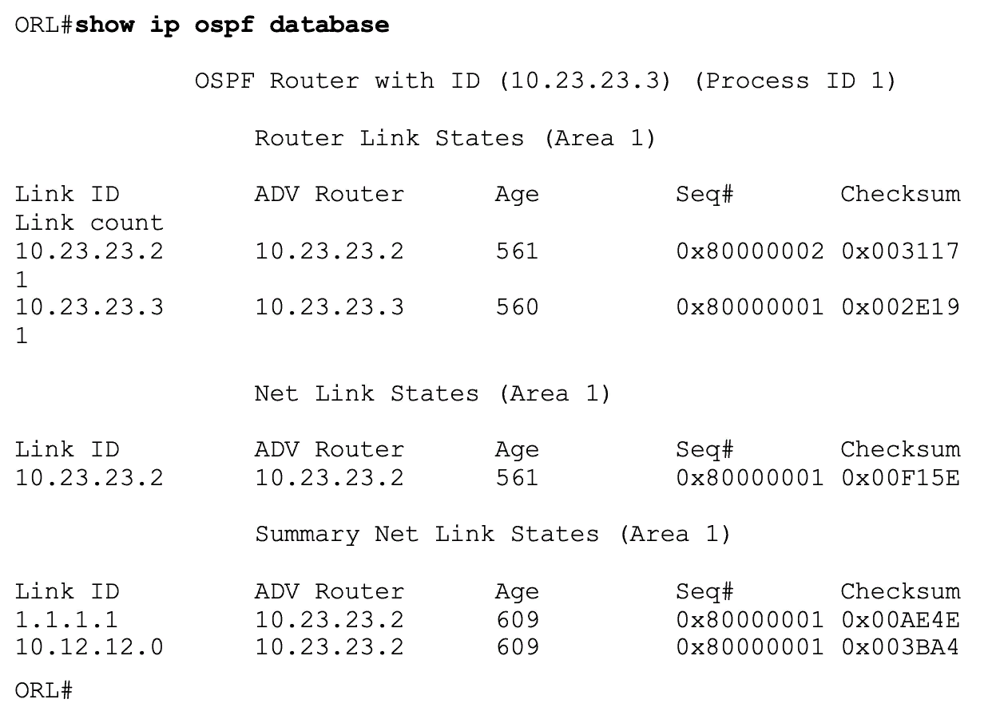 ORL#show ip ospf database
OSPF Router with ID (10.23.23.3) (Process ID 1)
Router Link States (Area 1)
Link ID ADV Router Age Seq# Checksum
Link count
10.23.23.2 10.23.23.2 561 0x80000002 0x003117
1
10.23.23.3 10.23.23.3 560 0x80000001 0x002E19
1
Net Link States (Area 1)
Link ID ADV Router Age Seq# Checksum
10.23.23.2 10.23.23.2 561 0x80000001 0x00F15E
Summary Net Link States (Area 1)
Link ID ADV Router Age Seq# Checksum
1.1.1.1 10.23.23.2 609 0x80000001 0x00AE4E
10.12.12.0 10.23.23.2 609 0x80000001 0x003BA4
ORL#